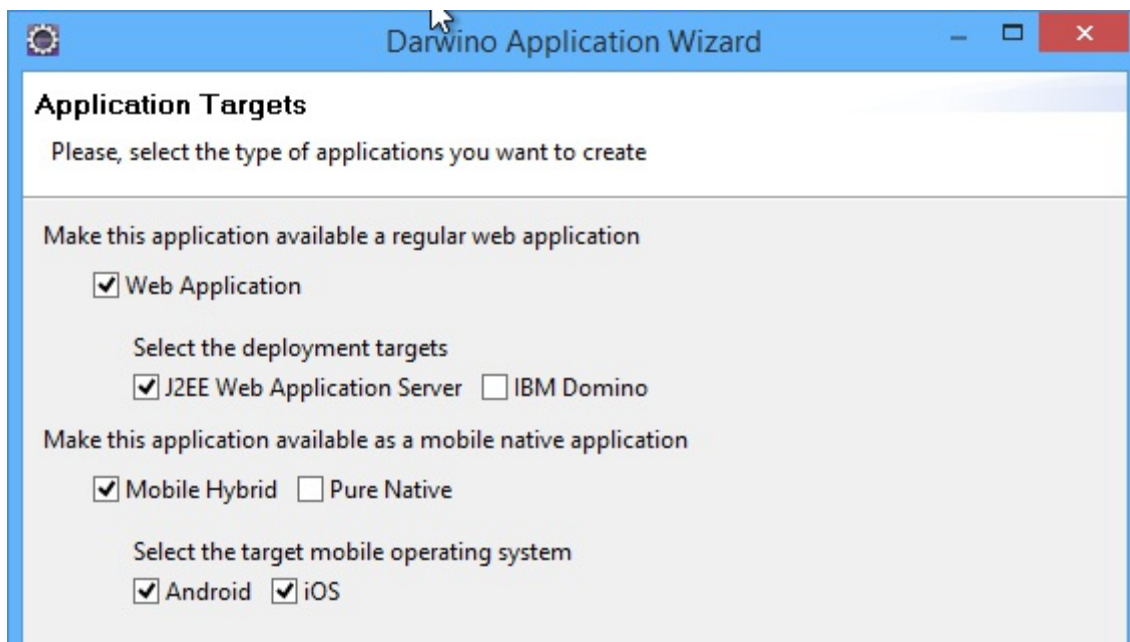 Darwino Application Wizard
Application Targets
Please, select the type of applications you want to create
Make this application available a regular web application
Web Application
Select the deployment targets
J2EE Web Application Server IBM Domino
Make this application available as a mobile native application
Mobile Hybrid Pure Native
Select the target mobile operating system
Android iOS